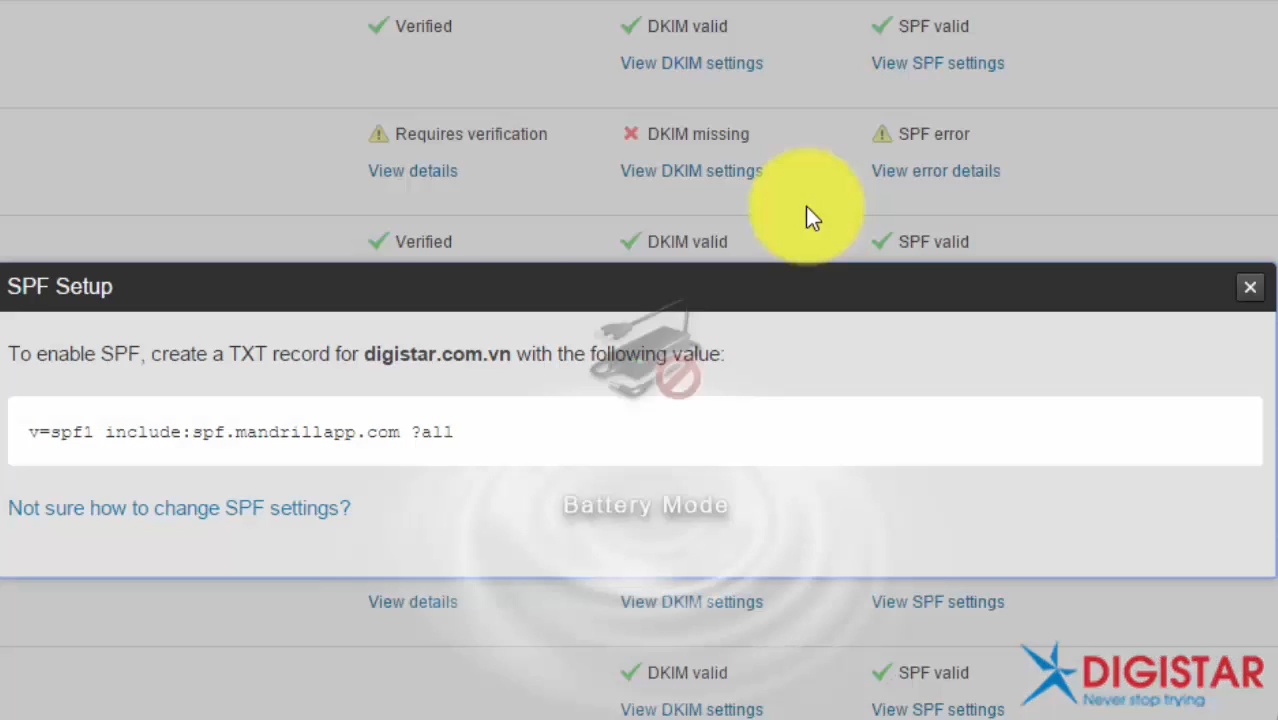 Verified DKIM valid SPF valid
View DKIM settings View SPF settings
Requires verification DKIM missing SPF error
View details View DKIM settings View error details
Verified DKIM valid SPF valid
SPF Setup
To enable SPF, create a TXT record for digistar.com.vn with the following value:
v=spf1 include:spf.mandrillapp.com ?all
Not sure how to change SPF settings?
Battery Mode
View details View DKIM settings View SPF settings
DKIM valid SPF valid
View DKIM settings View SPF settings
DIGISTAR
Never stop trying